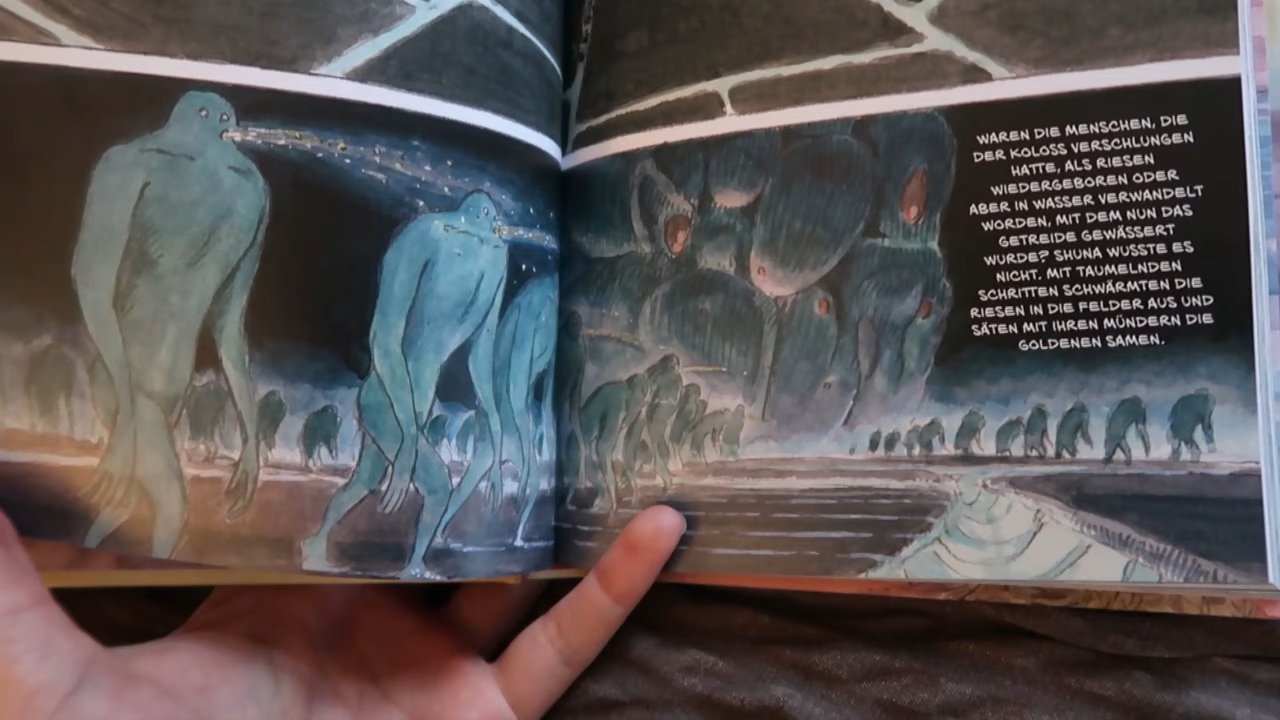 WAREN DIE MENSCHEN, DIE
DER KOLOSS VERSCHLUNGEN
HATTE, ALS RIESEN
WIEDERGEBOREN ODER
ABER IN WASSER VERWANDELT
WORDEN, MIT DEM NUN DAS
GETREIDE GEWÄSSERT
WURDE? SHUNA WUSSTE ES
NICHT. MIT TAUMELNDEN
SCHRITTEN SCHWÄRMTEN DIE
RIESEN IN DIE FELDER AUS UND
SÄTEN MIT IHREN MÜNDERN DIE
GOLDENEN SAMEN.